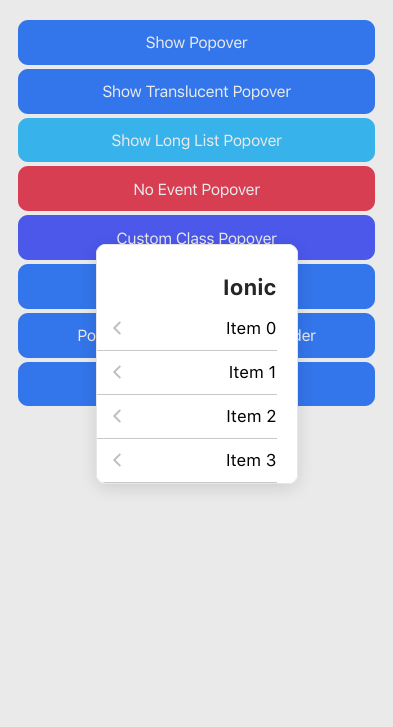 Show Popover
Show Translucent Popover
Show Long List Popover
No Event Popover
Custom Class Popover
Ionic
Item 0
Item 1
Item 2
Item 3